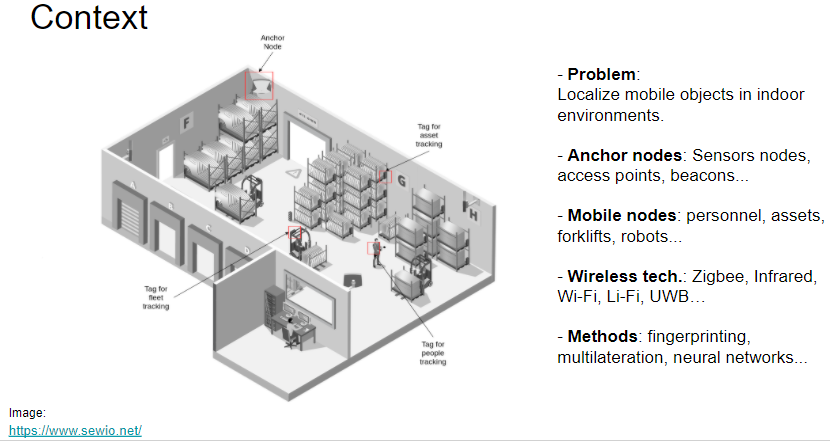 Context
Anchor
Node
Tag for
asset
tracking
F
G
H
A
B
C
D
Tag for
fleet
tracking
Tag for
people
tracking
- Problem:
Localize mobile objects in indoor
environments.
- Anchor nodes: Sensors nodes,
access points, beacons...
- Mobile nodes: personnel, assets,
forklifts, robots...
- Wireless tech.: Zigbee, Infrared,
Wi-Fi, Li-Fi, UWB…
- Methods: fingerprinting,
multilateration, neural networks...
Image:
https://www.sewio.net/